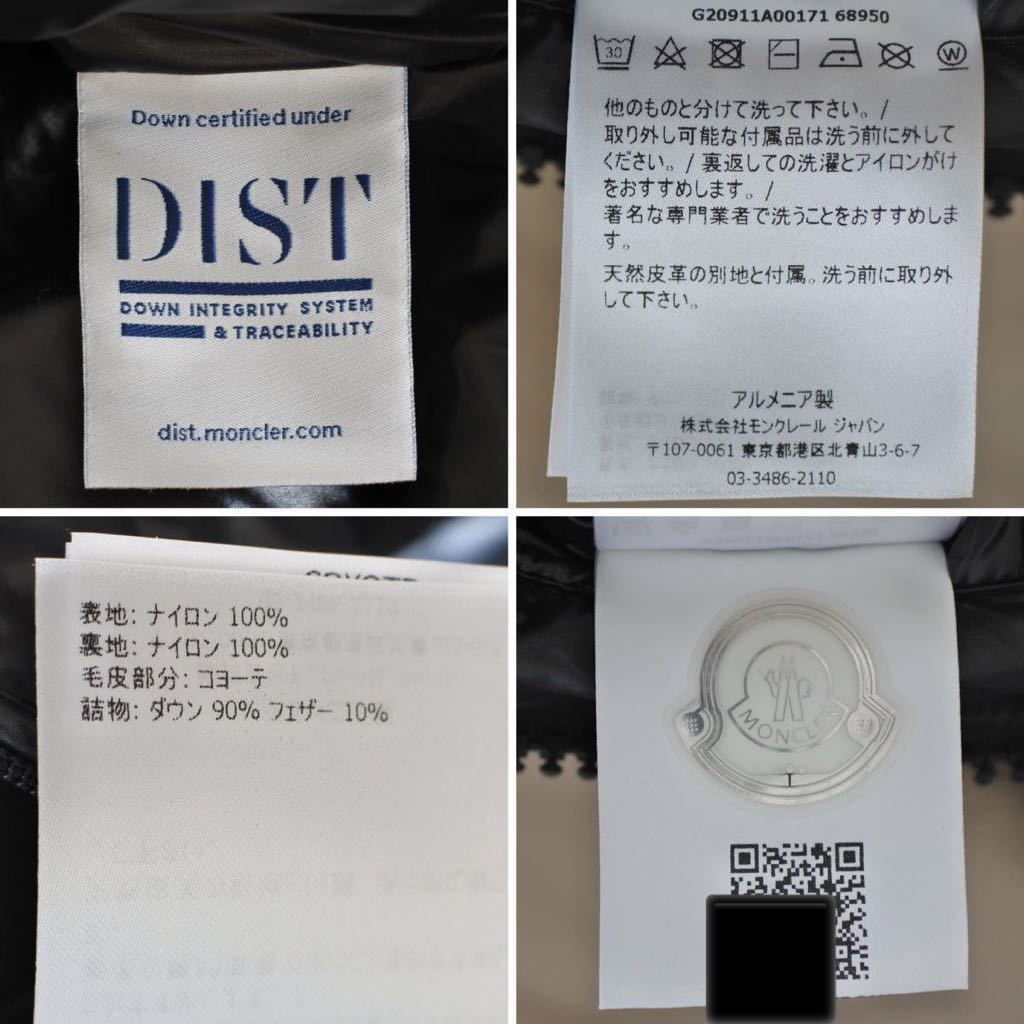 Down certified under
DIST
DOWN INTEGRITY SYSTEM
& TRACEABILITY
dist.moncler.com
G20911A00171 68950
30
W
他のものと分けて洗って下さい。/
取り外し可能な付属品は洗う前に外して
ください。/ 裏返しての洗濯とアイロンがけ
をおすすめします。/
著名な専門業者で洗うことをおすすめしま
す。
天然皮革の別地と付属。洗う前に取り外
して下さい。
アルメニア製
株式会社モンクレール ジャパン
〒107-0061 東京都港区北青山3-6-7
03-3486-2110
表地: ナイロン 100%
裏地: ナイロン 100%
毛皮部分: コヨーテ
詰物: ダウン 90% フェザー 10%
MONCLER